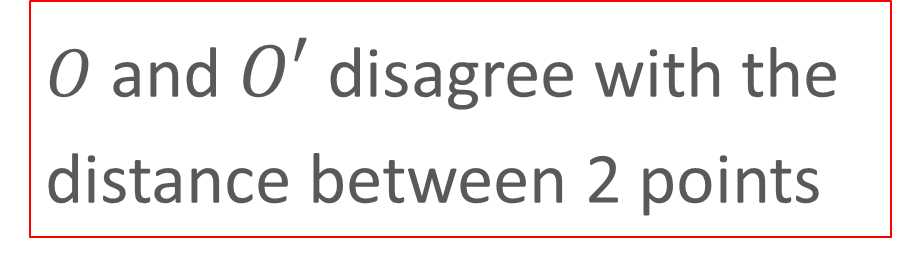 𝑂 and 𝑂′ disagree with the
distance between 2 points